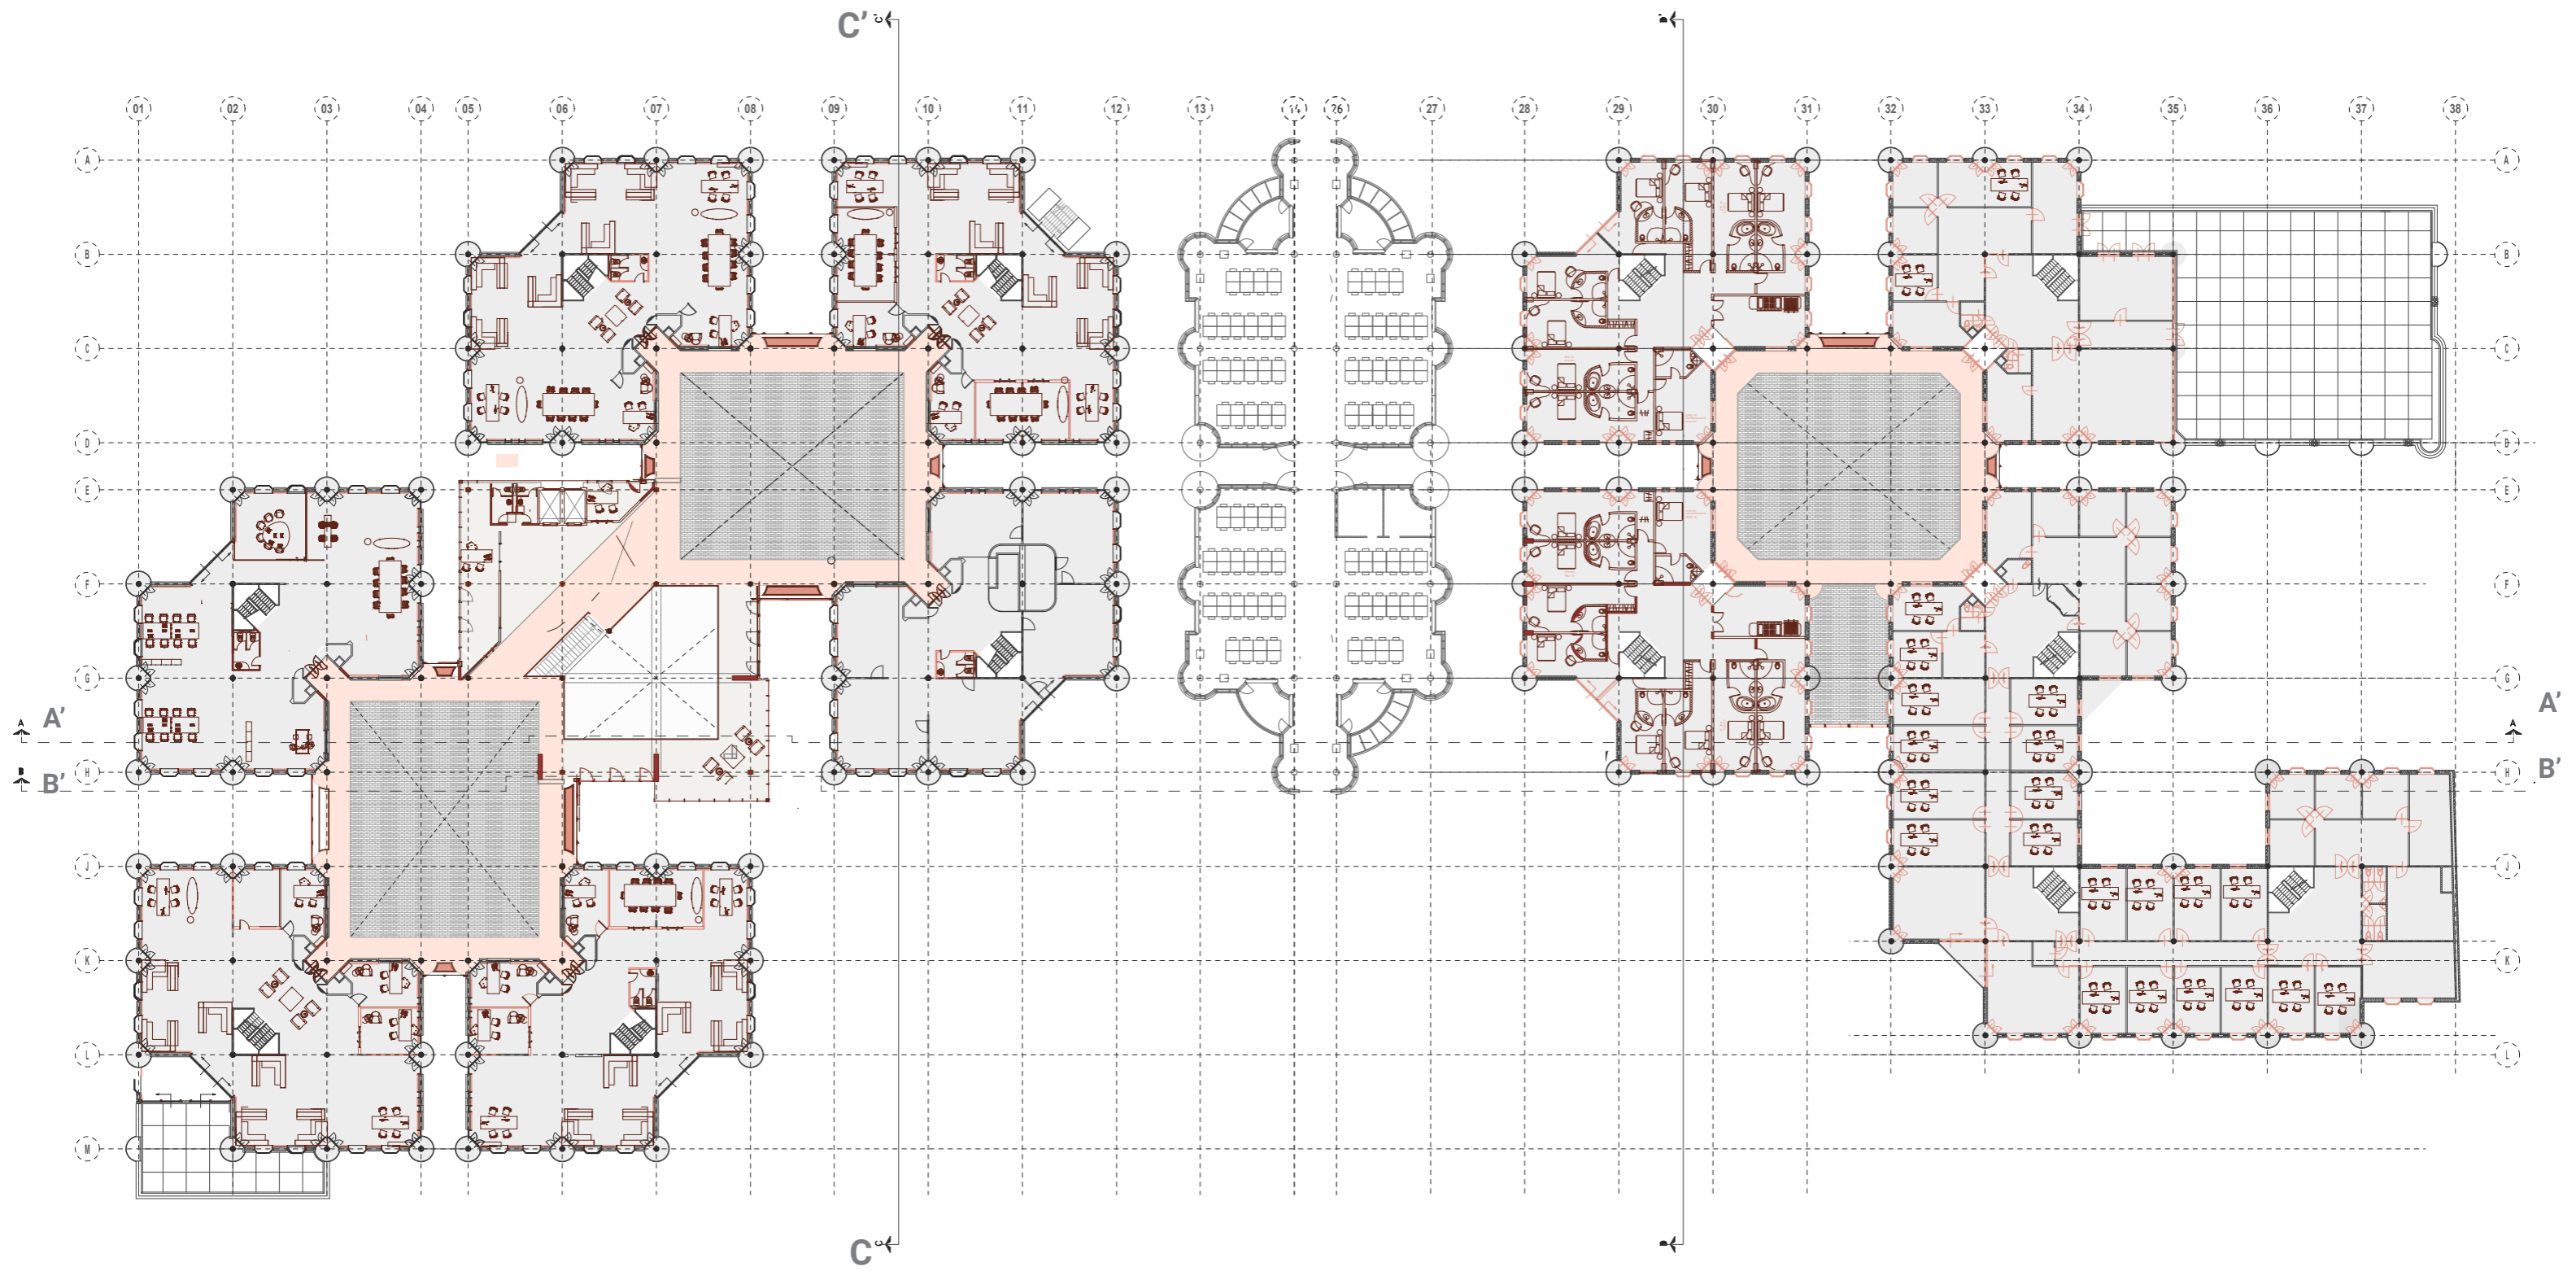 C’ C’
01 02 03 04 05 06 07 08 09 10 11 12 13 14 26 27 28 29 30 31 32 33 34 35 36 37 38
A A
B B
C C
D D
E E
F F
G G
A A’ A’ A
B B’ H H B’
J J
K K
L L
M
C C